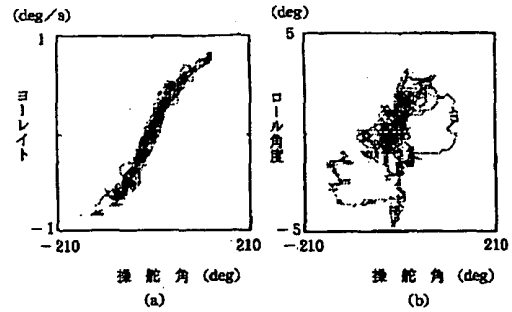 (deg/s)
1
ヨーレイト
-1
-210
210
操 舵 角 (deg)
(a)
(deg)
5
ロール角度
-5
-210
210
操 舵 角 (deg)
(b)